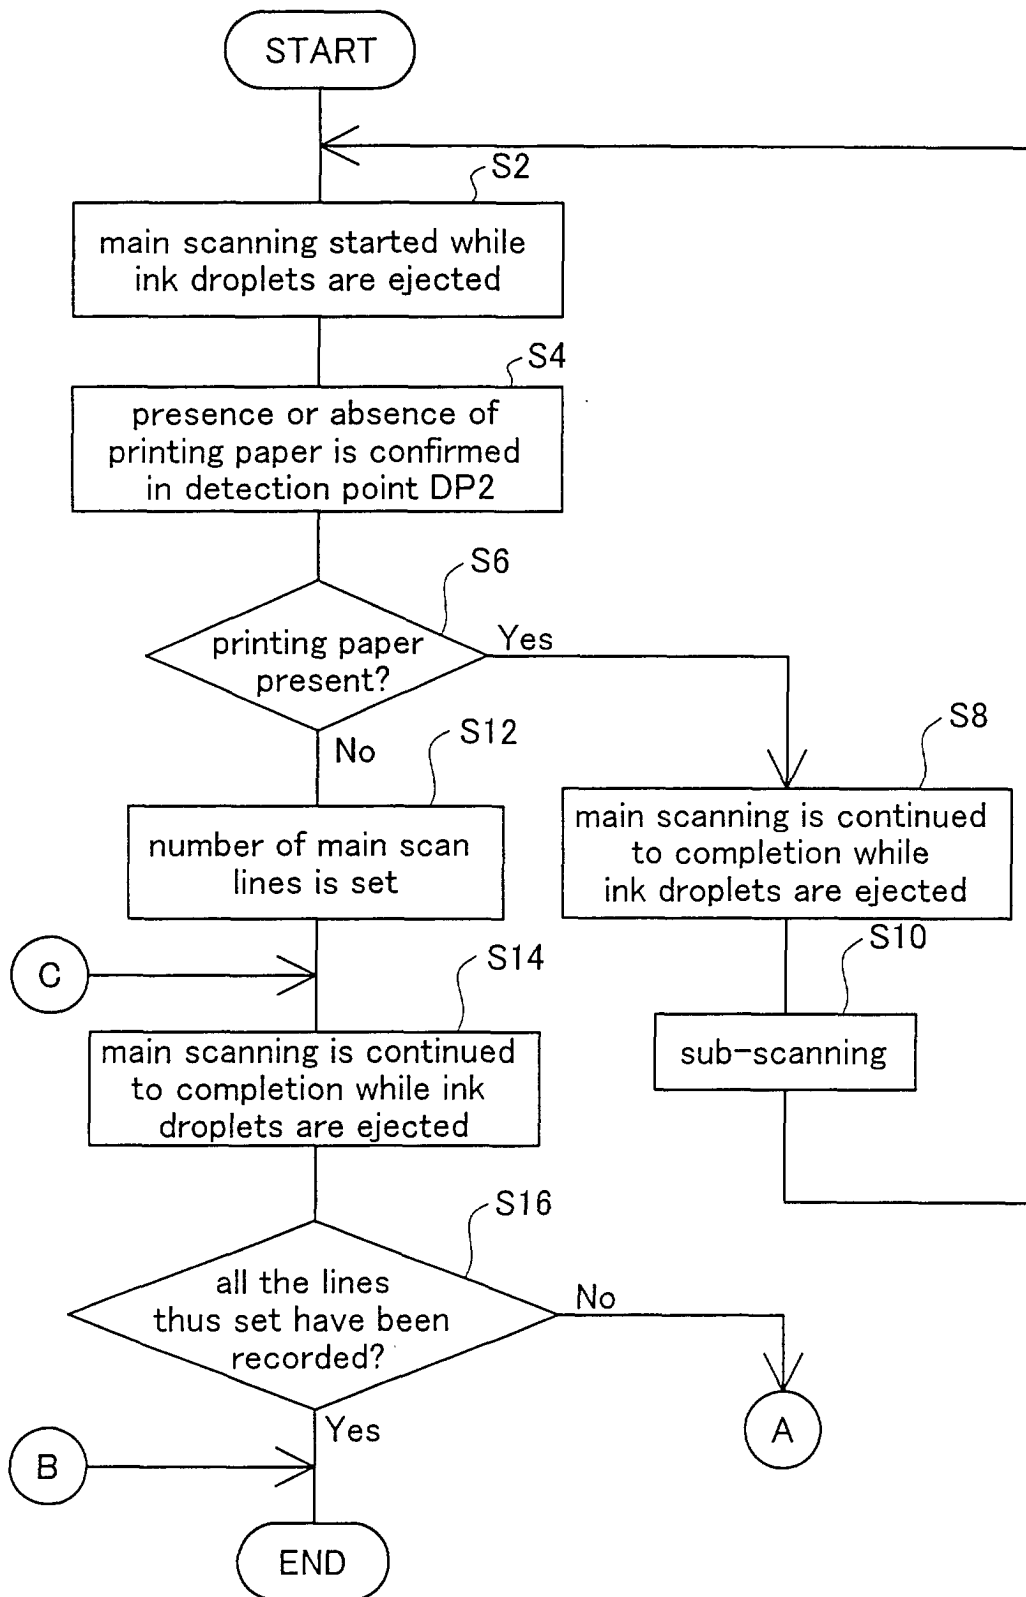 START
S2
main scanning started while
ink droplets are ejected
S4
presence or absence of
printing paper is confirmed
in detection point DP2
S6
printing paper
present?
Yes
No
S12
number of main scan
lines is set
S8
main scanning is continued
to completion while
ink droplets are ejected
S10
sub-scanning
C
S14
main scanning is continued
to completion while ink
droplets are ejected
S16
all the lines
thus set have been
recorded?
No
A
Yes
B
END